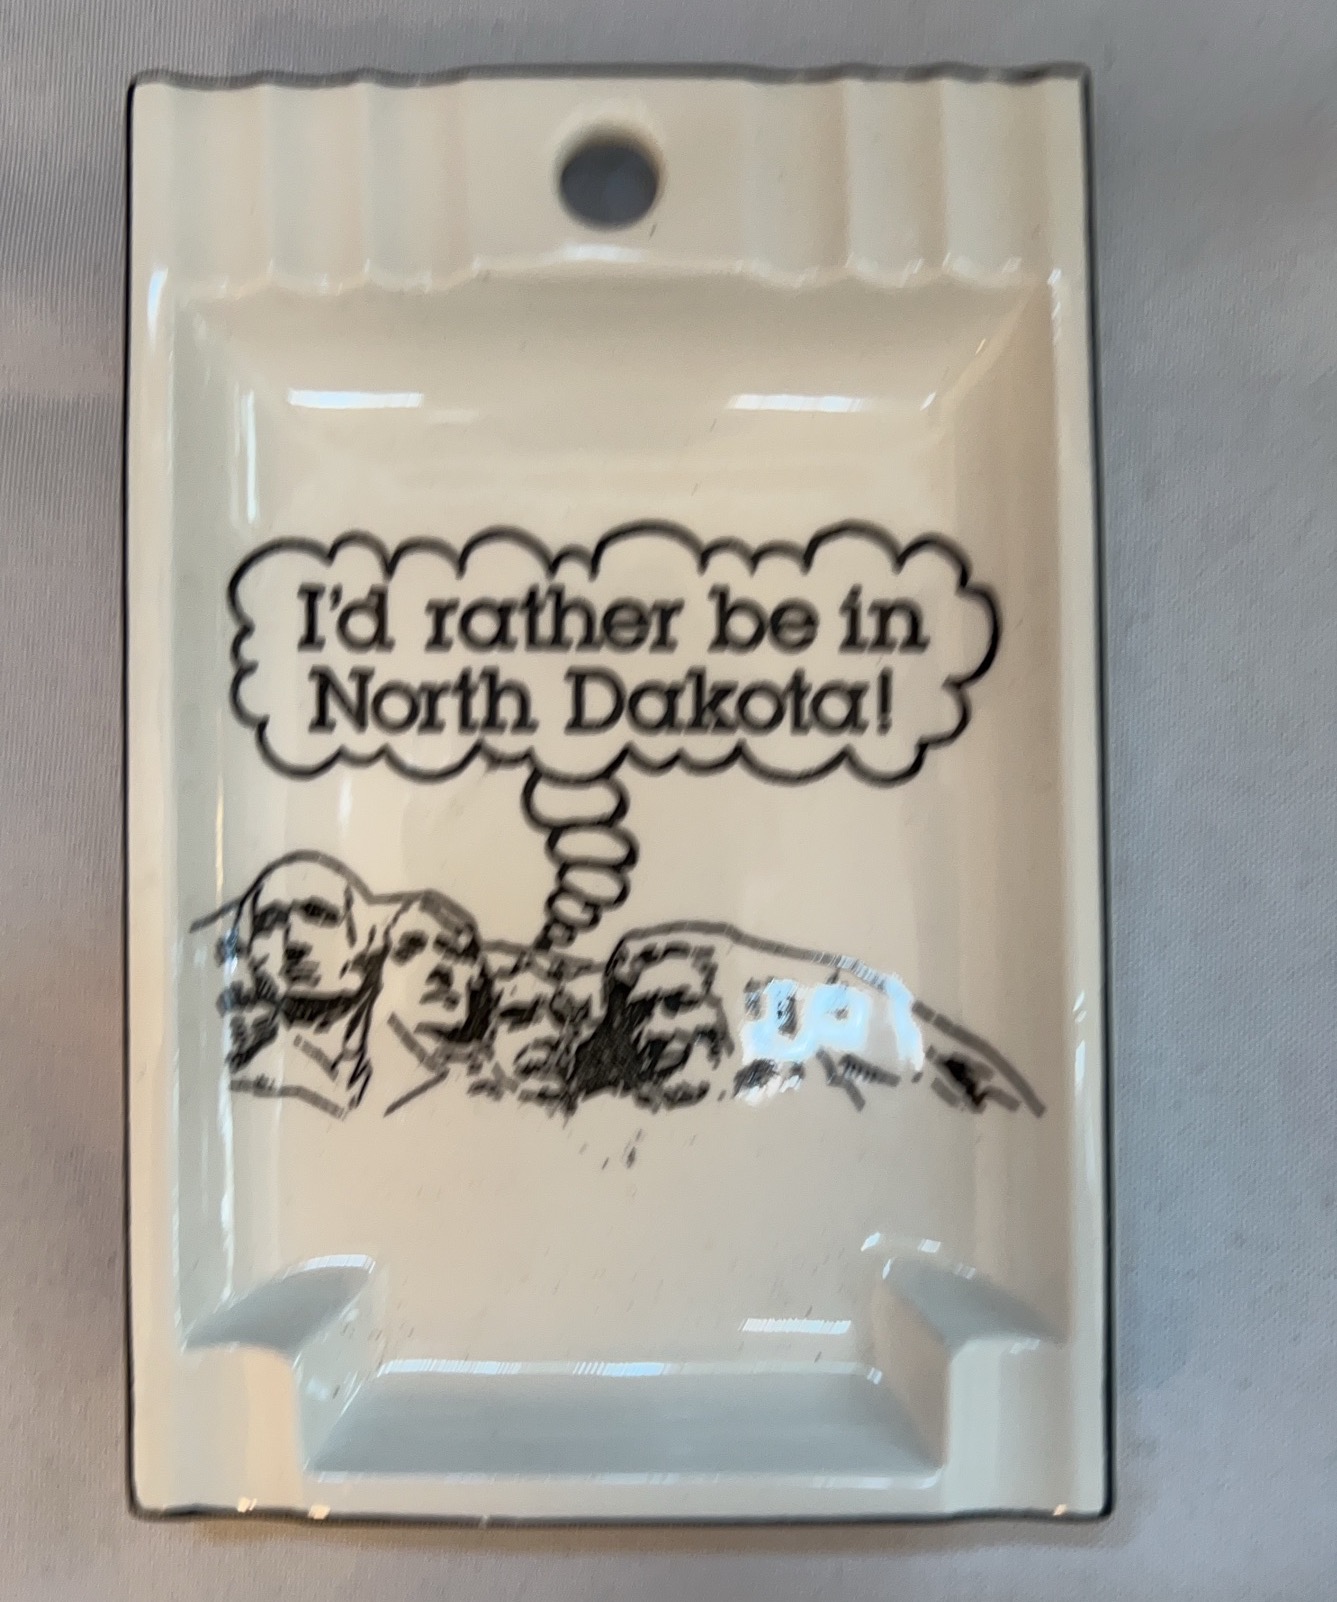 I'd rather be in
North Dakota!